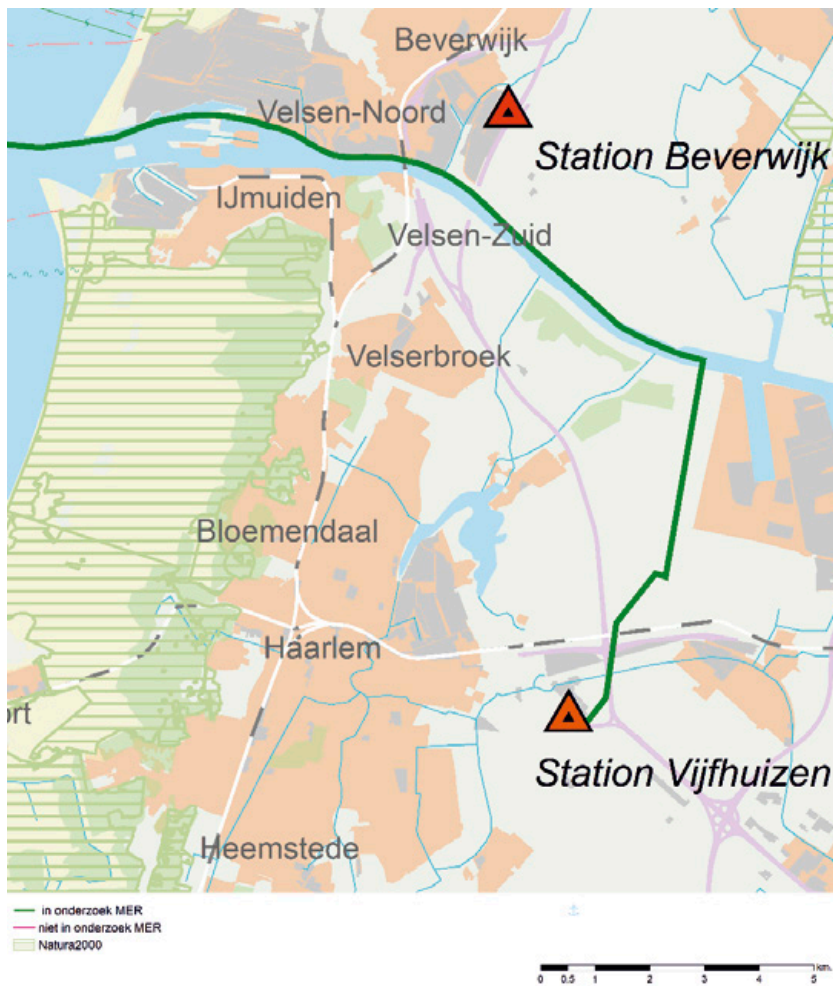 Beverwijk
Velsen-Noord
Station Beverwijk
IJmuiden
Velsen-Zuid
Velserbroek
Bloemendaal
Haarlem
ort
Station Vijfhuizen
Heemstede
in onderzoek MER
niet in onderzoek MER
Natura2000
km.
0 0.5 1 2 3 4 5